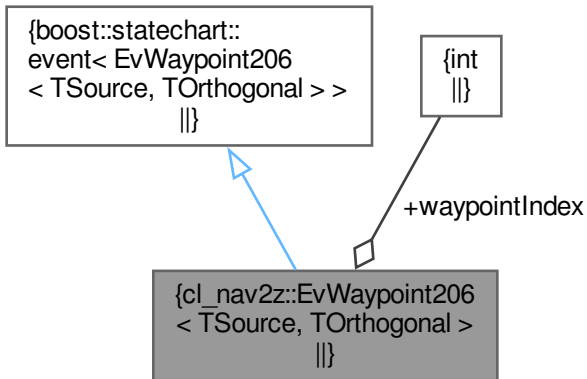 {boost::statechart::
event< EvWaypoint206
< TSource, TOrthogonal > >
||}
{int
||}
+waypointIndex
{cl_nav2z::EvWaypoint206
< TSource, TOrthogonal >
||}